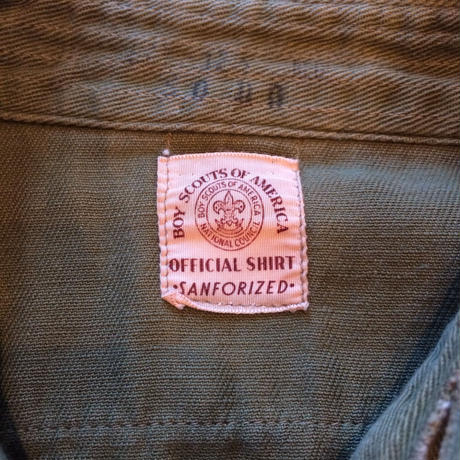 BOY SCOUTS OF AMERICA
BOY SCOUTS OF AMERICA
NATIONAL COUNCIL
OFFICIAL SHIRT
•SANFORIZED•